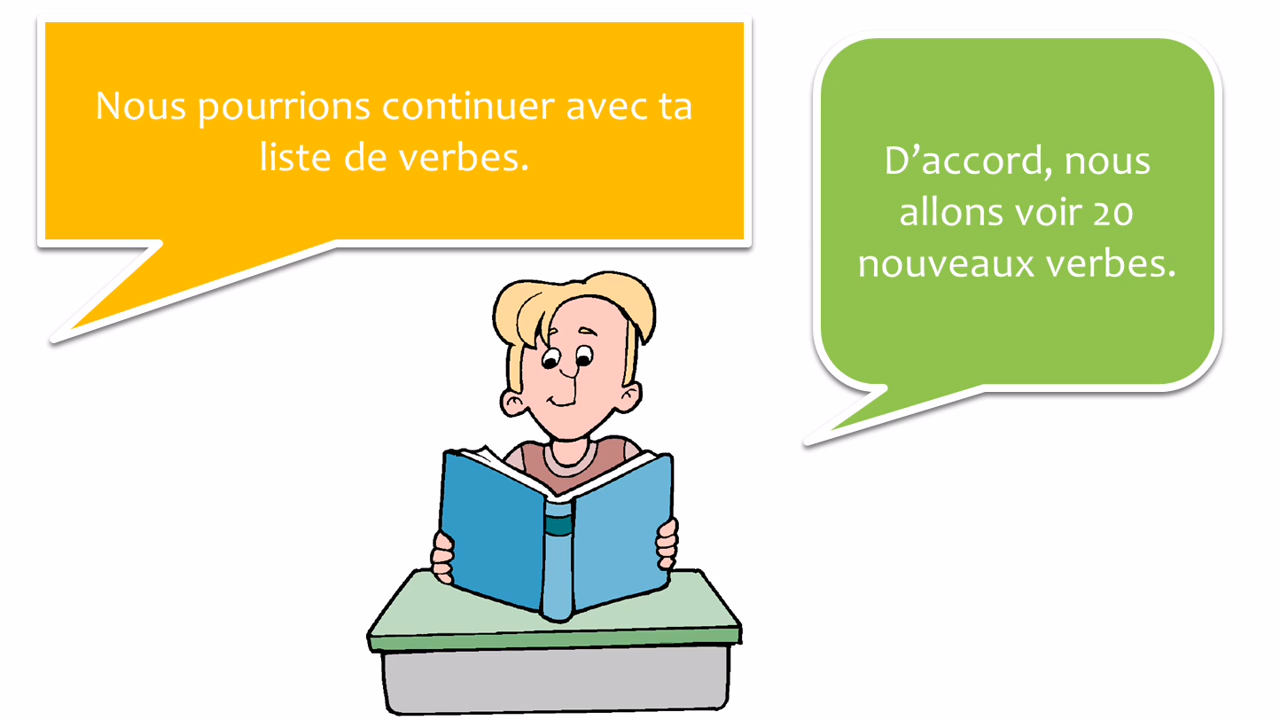 Nous pourrions continuer avec ta
liste de verbes.
D’accord, nous
allons voir 20
nouveaux verbes.